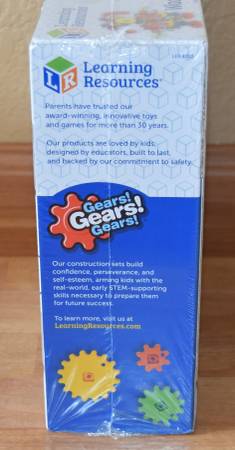 LER 9162
LR
Learning
Resources®
Parents have trusted our
award-winning, innovative toys
and games for more than 30 years.
Our products are loved by kids,
designed by educators, built to last,
and backed by our commitment to safety.
Gears!
Gears!
Gears!
Our construction sets build
confidence, perseverance, and
self-esteem, arming kids with the
real-world, early STEM-supporting
skills necessary to prepare them
for future success.
To learn more, visit us at
LearningResources.com